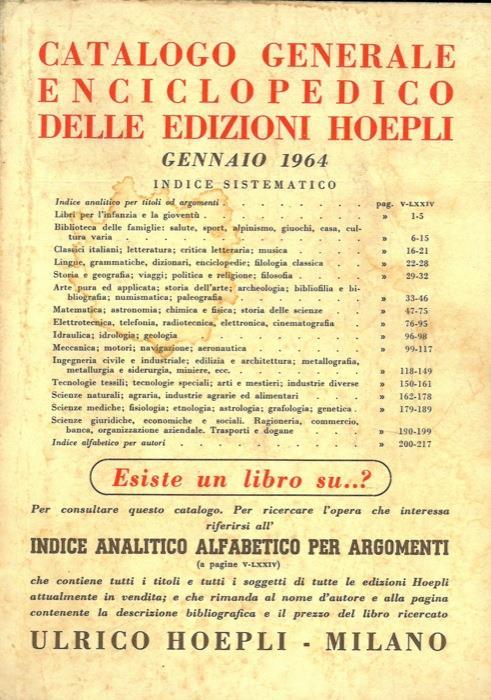 CATALOGO GENERALE
ENCICLOPEDICO
DELLE EDIZIONI HOEPLI
GENNAIO 1964
INDICE SISTEMATICO
Indice analitico per titoli ed argomenti . . . . . . . pag. V-LXXIV
Libri per l'infanzia e la gioventù . . . . . . . . » 1-5
Biblioteca delle famiglie: salute, sport, alpinismo, giuochi, casa, cul-
tura varia . . . . . . . . . . . » 6-15
Classici italiani; letteratura; critica letteraria; musica . . . . » 16-21
Lingue, grammatiche, dizionari, enciclopedie; filologia classica . . » 22-28
Storia e geografia; viaggi; politica e religione; filosofia . . . . » 29-32
Arte pura ed applicata; storia dell'arte; archeologia; bibliofilia e bi-
bliografia; numismatica; paleografia . . . . . . » 33-46
Matematica; astronomia; chimica e fisica; storia delle scienze . . » 47-75
Elettrotecnica, telefonia, radiotecnica, elettronica, cinematografia . » 76-95
Idraulica; idrologia; geologia . . . . . . . . » 96-98
Meccanica; motori; navigazione; aeronautica . . . . . » 99-117
Ingegneria civile e industriale; edilizia e architettura; metallografia,
metallurgia e siderurgia, miniere, ecc. . . . . . . » 118-149
Tecnologie tessili; tecnologie speciali; arti e mestieri; industrie diverse » 150-161
Scienze naturali; agraria, industrie agrarie ed alimentari . . . » 162-178
Scienze mediche; fisiologia; etnologia; astrologia; grafologia; genetica . » 179-189
Scienze giuridiche, economiche e sociali. Ragioneria, commercio,
banca, organizzazione aziendale. Trasporti e dogane . . . » 190-199
Indice alfabetico per autori . . . . . . . . » 200-217
Esiste un libro su..?
Per consultare questo catalogo. Per ricercare l'opera che interessa
riferirsi all'
INDICE ANALITICO ALFABETICO PER ARGOMENTI
(a pagine V-LXXIV)
che contiene tutti i titoli e tutti i soggetti di tutte le edizioni Hoepli
attualmente in vendita; e che rimanda al nome d'autore e alla pagina
contenente la descrizione bibliografica e il prezzo del libro ricercato
ULRICO HOEPLI - MILANO